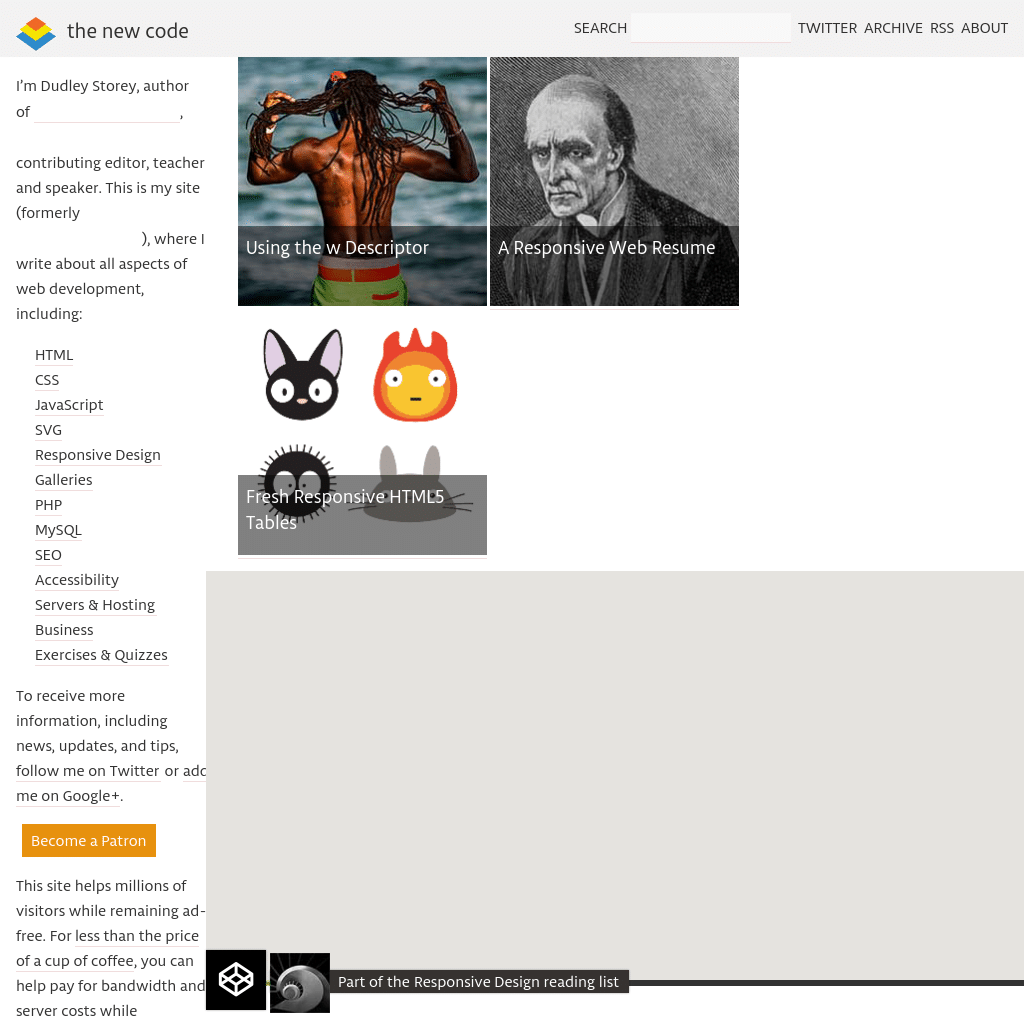 the new code
SEARCH TWITTER ARCHIVE RSS ABOUT
I'm Dudley Storey, author
of ,
contributing editor, teacher
and speaker. This is my site
(formerly
), where I
write about all aspects of
web development,
including:
HTML
CSS
JavaScript
SVG
Responsive Design
Galleries
PHP
MySQL
SEO
Accessibility
Servers & Hosting
Business
Exercises & Quizzes
To receive more
information, including
news, updates, and tips,
follow me on Twitter or
me on Google+.
Become a Patron
This site helps millions of
visitors while remaining ad-
free. For less than the price
of a cup of coffee, you can
help pay for bandwidth and
server costs while
Using the w Descriptor
A Responsive Web Resume
Fresh Responsive HTML5
Tables
Part of the Responsive Design reading list